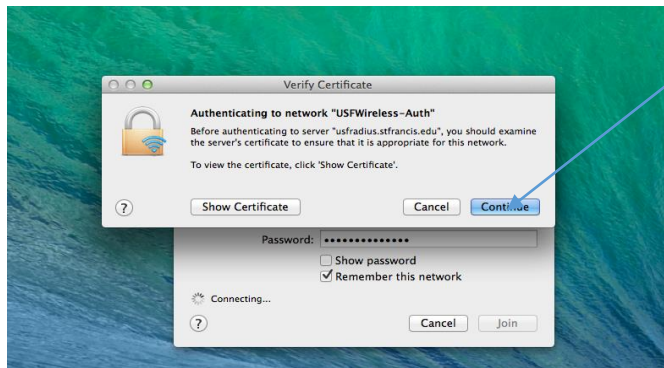 Verify Certificate
Authenticating to network "USFWireless-Auth"
Before authenticating to server "usfradius.stfrancis.edu", you should examine
the server's certificate to ensure that it is appropriate for this network.
To view the certificate, click 'Show Certificate'.
? Show Certificate Cancel Continue
Password: ••••••••••••••
Show password
Remember this network
Connecting...
? Cancel Join